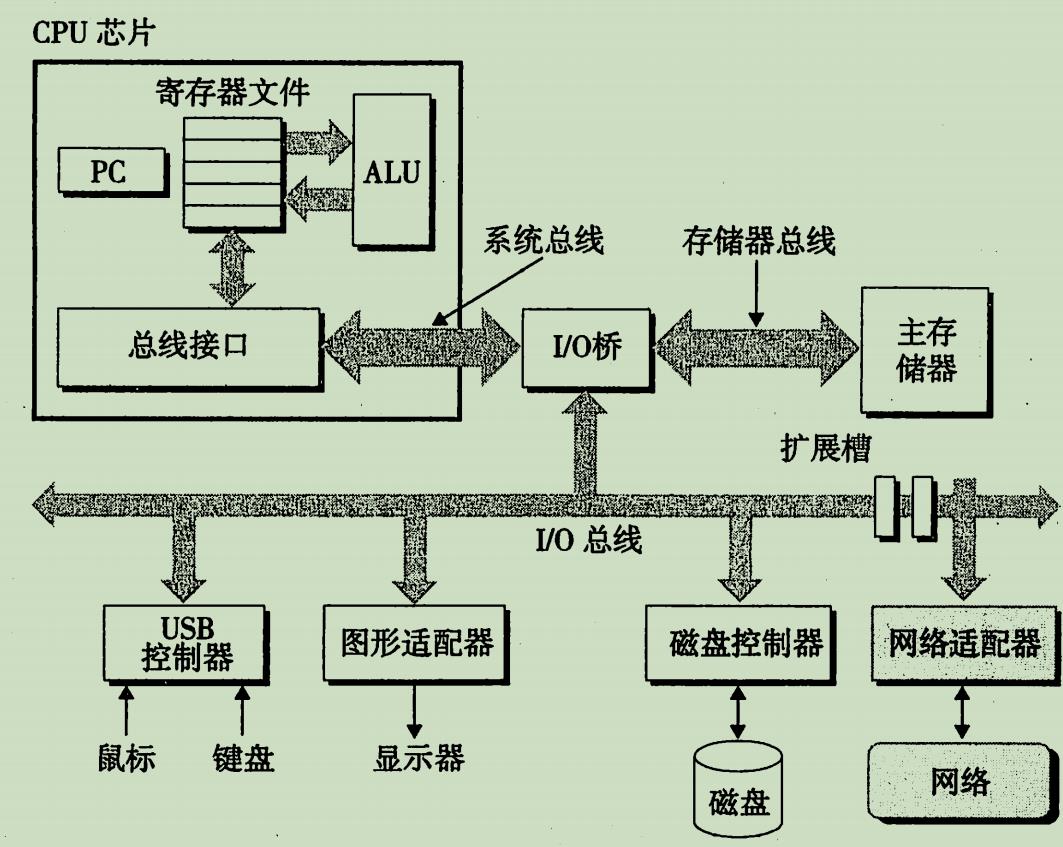 CPU 芯片
寄存器文件
PC
ALU
系统总线
存储器总线
总线接口
I/O桥
主存
储器
扩展槽
I/O 总线
USB
控制器
图形适配器
磁盘控制器
网络适配器
鼠标
键盘
显示器
磁盘
网络